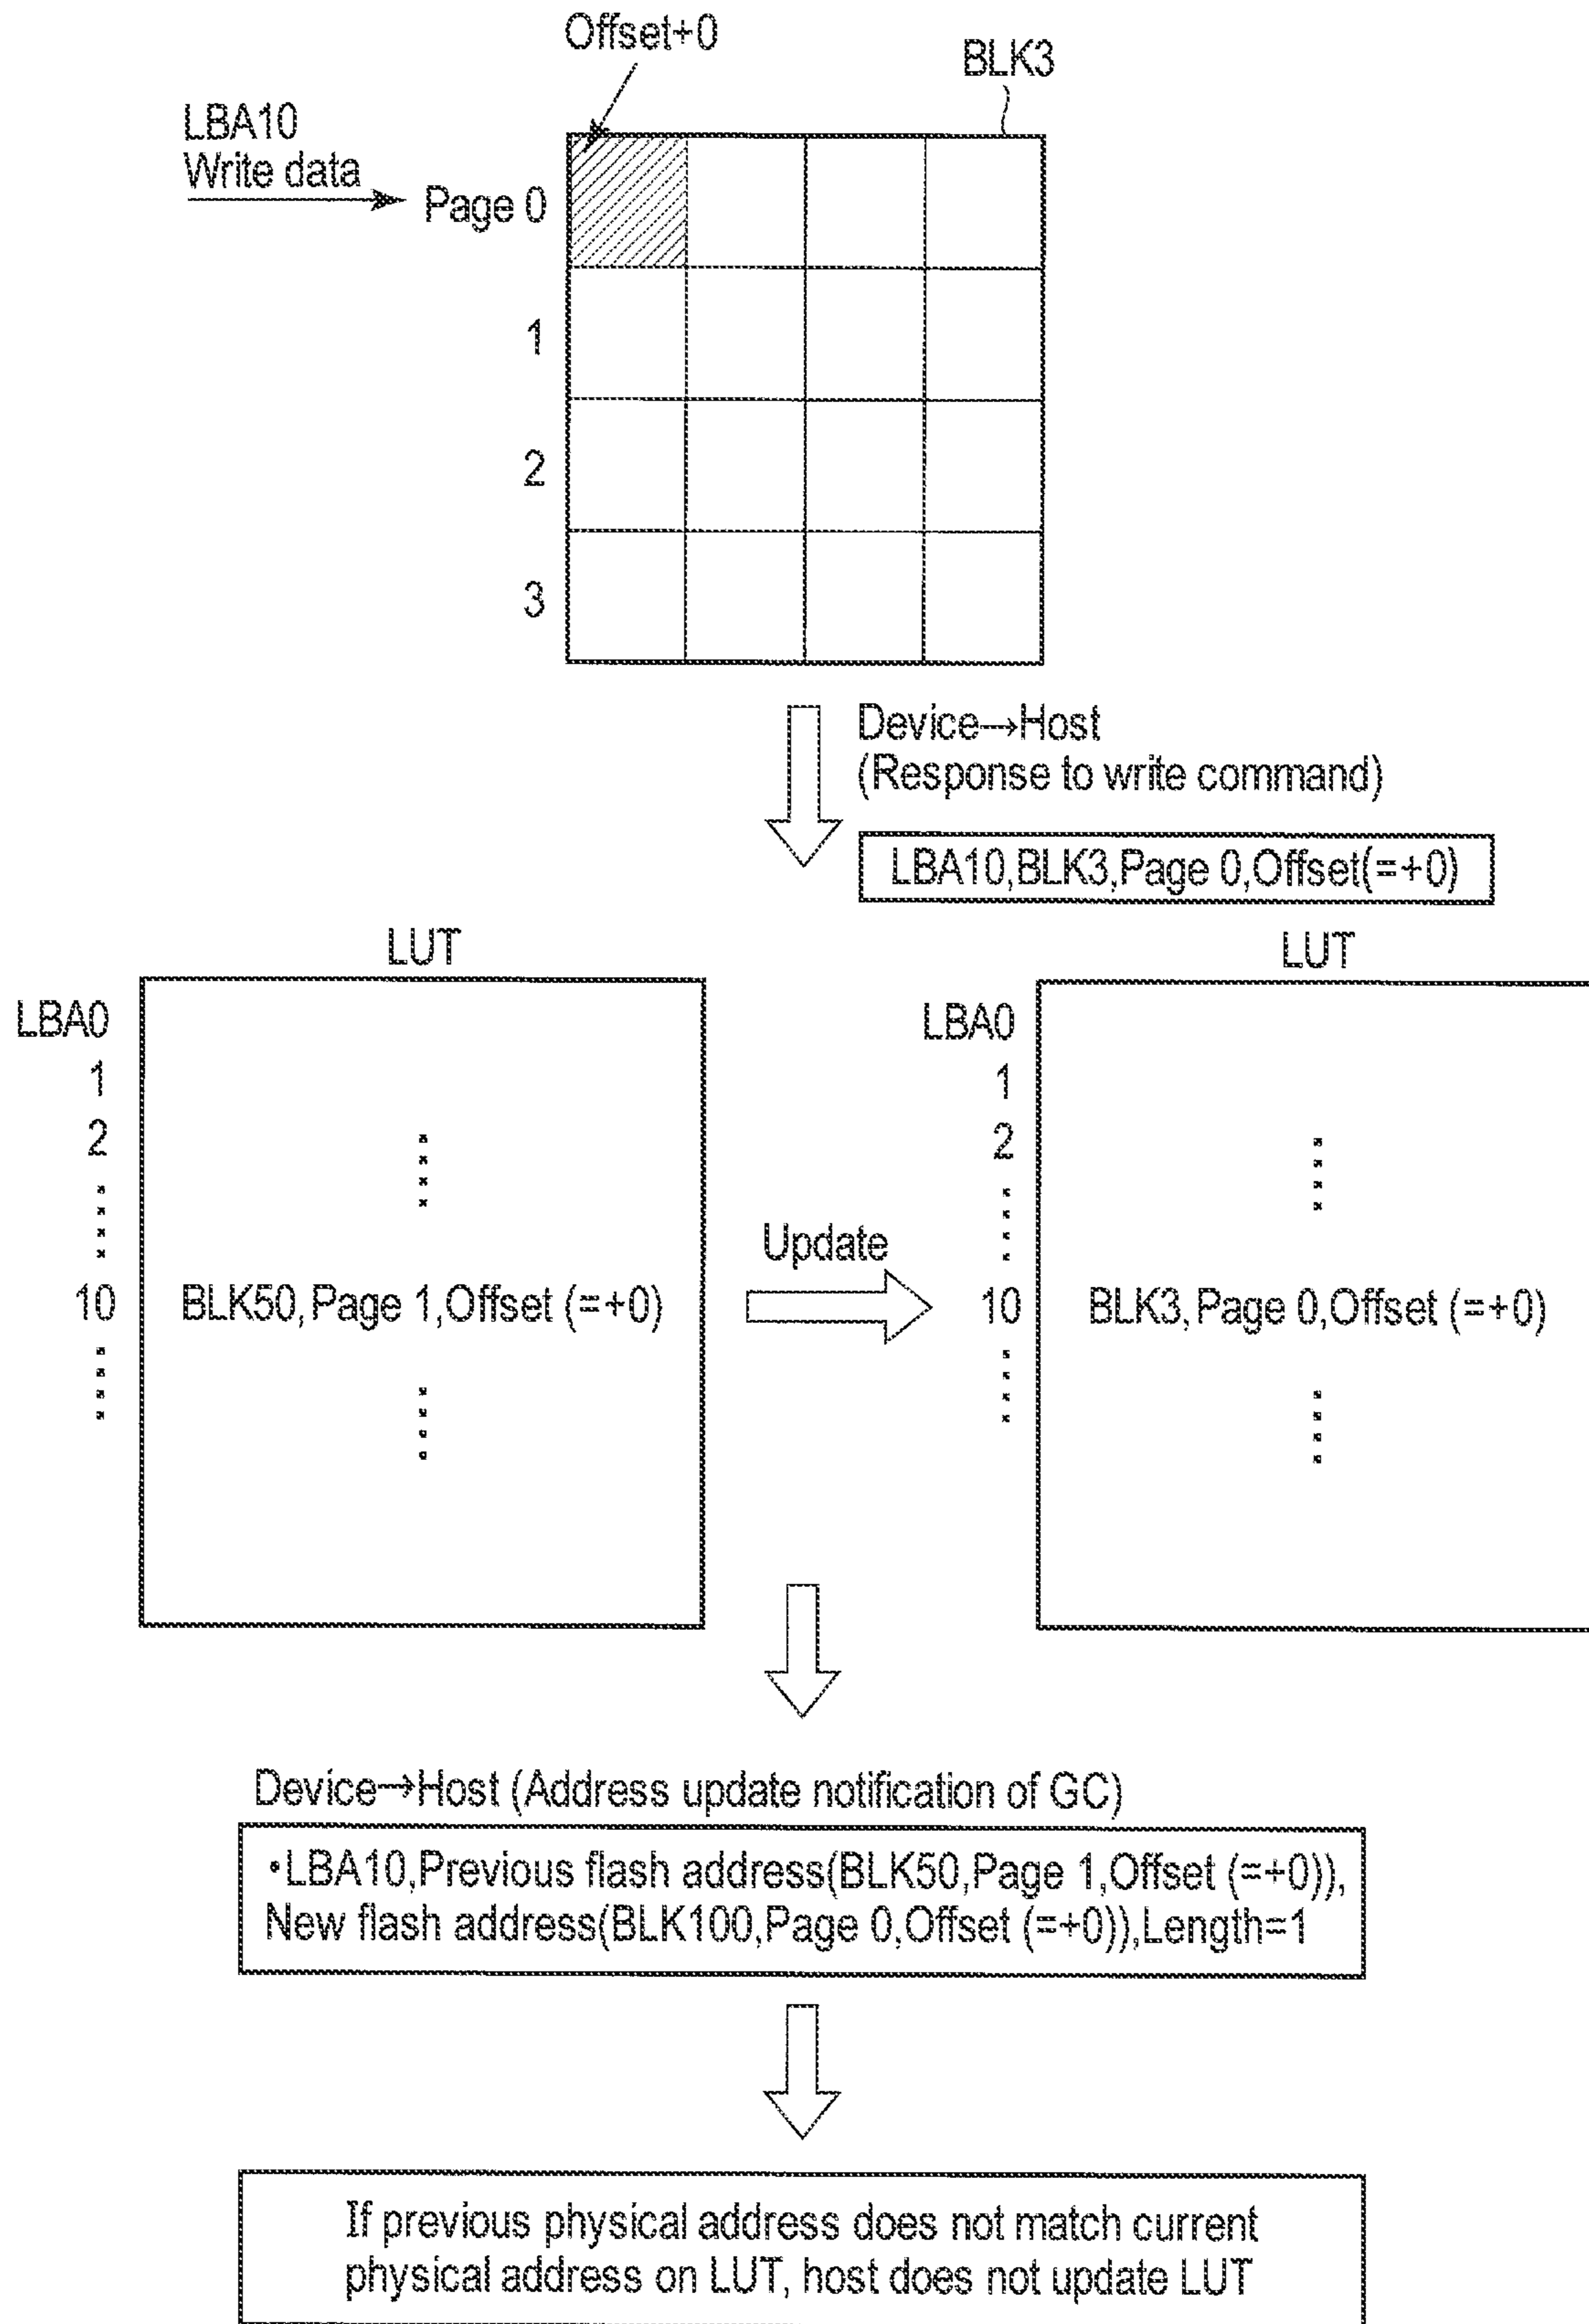 Offset+0
BLK3
LBA10
Write data
Page 0
1
2
3
Device→Host
(Response to write command)
LBA10,BLK3,Page 0,Offset(=+0)
LUT
LBA0
1
2
10
BLK50,Page 1,Offset (=+0)
Update
LUT
LBA0
1
2
10
BLK3,Page 0,Offset (=+0)
Device→Host (Address update notification of GC)
•LBA10,Previous flash address(BLK50,Page 1,Offset (=+0)),
New flash address(BLK100,Page 0,Offset (=+0)),Length=1
If previous physical address does not match current
physical address on LUT, host does not update LUT